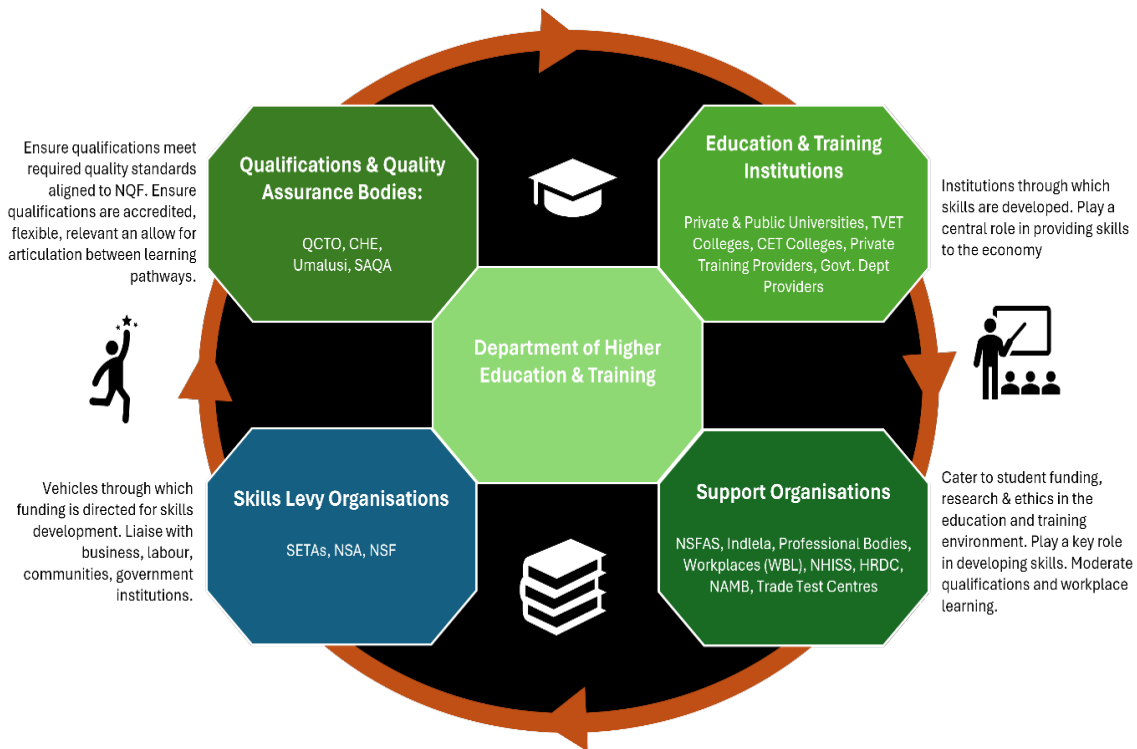 Ensure qualifications meet
required quality standards
aligned to NQF. Ensure
qualifications are accredited,
flexible, relevant an allow for
articulation between learning
pathways.
Qualifications & Quality
Assurance Bodies:
QCTO, CHE,
Umalusi, SAQA
Education & Training
Institutions
Private & Public Universities, TVET
Colleges, CET Colleges, Private
Training Providers, Govt. Dept
Providers
Institutions through which
skills are developed. Play a
central role in providing skills
to the economy
Department of Higher
Education & Training
Vehicles through which
funding is directed for skills
development. Liaise with
business, labour,
communities, government
institutions.
Skills Levy Organisations
SETAs, NSA, NSF
Support Organisations
NSFAS, Indlela, Professional Bodies,
Workplaces (WBL), NHISS, HRDC,
NAMB, Trade Test Centres
Cater to student funding,
research & ethics in the
education and training
environment. Play a key role
in developing skills. Moderate
qualifications and workplace
learning.